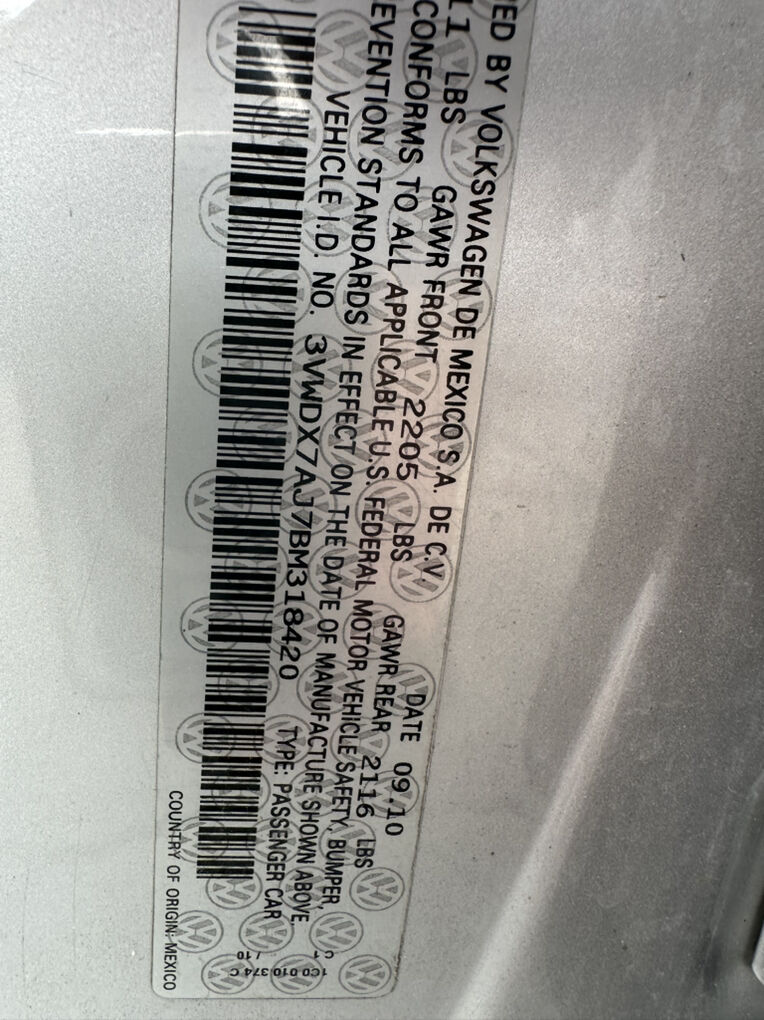 ED BY VOLKSWAGEN DE MEXICO S.A. DE C.V. DATE 09.10
11 LBS GAWR FRONT 2205 LBS GAWR REAR 2116 LBS
CONFORMS TO ALL APPLICABLE U.S. FEDERAL MOTOR VEHICLE SAFETY, BUMPER,
EVENTION STANDARDS IN EFFECT ON THE DATE OF MANUFACTURE SHOWN ABOVE.
VEHICLE I.D. NO. 3VWDX7AJ7BM318420 TYPE: PASSENGER CAR
COUNTRY OF ORIGIN: MEXICO
1C0 010 374 C
/ 10